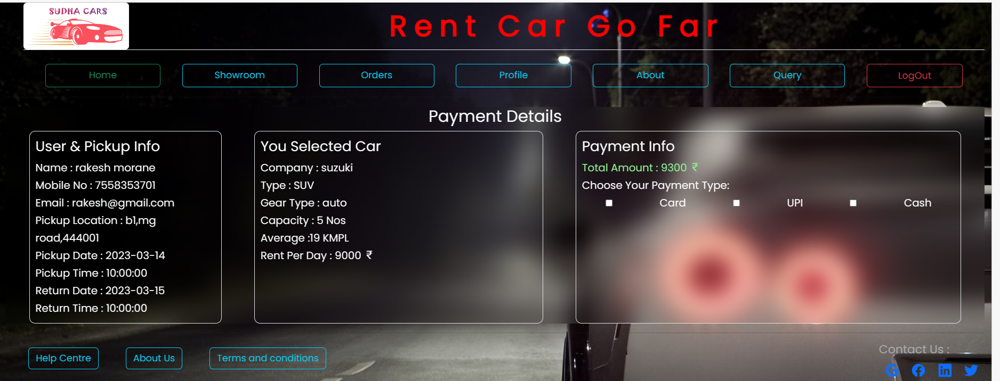 SUDHA CARS
Rent Car Go Far
Home
Showroom
Orders
Profile
About
Query
LogOut
Payment Details
User & Pickup Info
Name : rakesh morane
Mobile No : 7558353701
Email : rakesh@gmail.com
Pickup Location : b1,mg
road,444001
Pickup Date : 2023-03-14
Pickup Time : 10:00:00
Return Date : 2023-03-15
Return Time : 10:00:00
You Selected Car
Company : suzuki
Type : SUV
Gear Type : auto
Capacity : 5 Nos
Average :19 KMPL
Rent Per Day : 9000 ₹
Payment Info
Total Amount : 9300 ₹
Choose Your Payment Type:
Card UPI Cash
Help Centre
About Us
Terms and conditions
Contact Us :